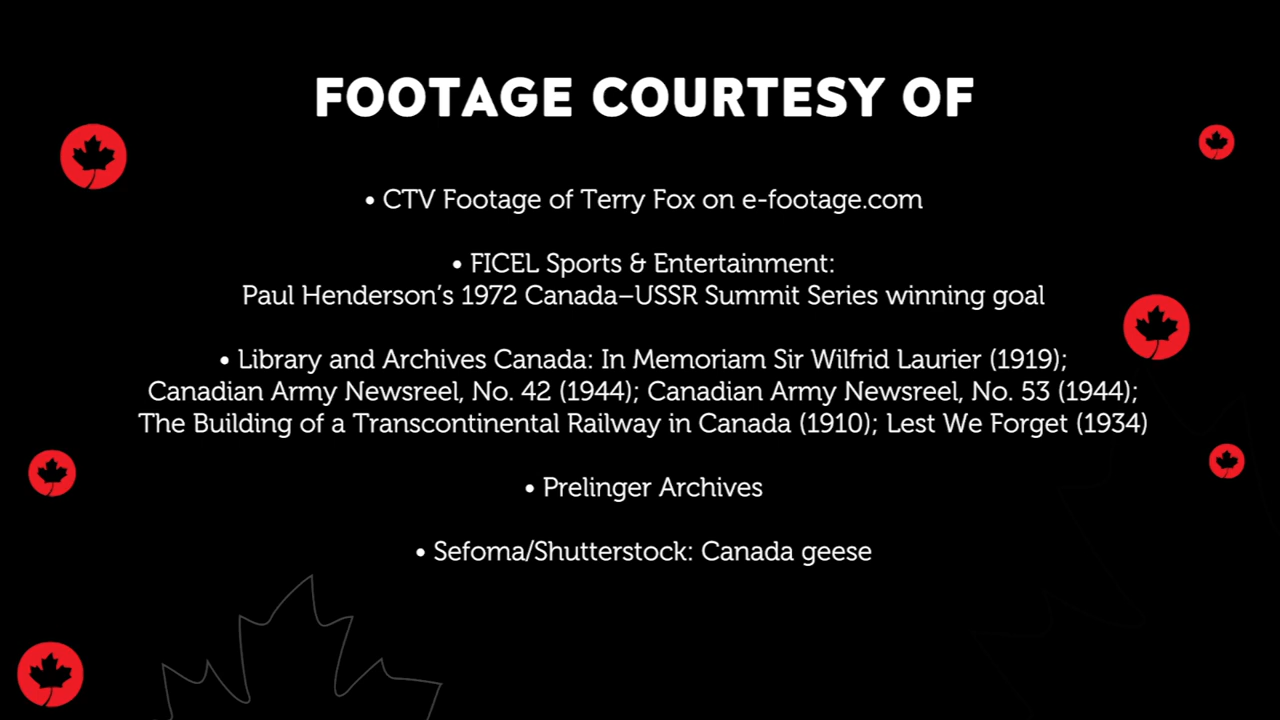 FOOTAGE COURTESY OF
• CTV Footage of Terry Fox on e-footage.com
• FICEL Sports & Entertainment:
Paul Henderson’s 1972 Canada–USSR Summit Series winning goal
• Library and Archives Canada: In Memoriam Sir Wilfrid Laurier (1919);
Canadian Army Newsreel, No. 42 (1944); Canadian Army Newsreel, No. 53 (1944);
The Building of a Transcontinental Railway in Canada (1910); Lest We Forget (1934)
• Prelinger Archives
• Sefoma/Shutterstock: Canada geese